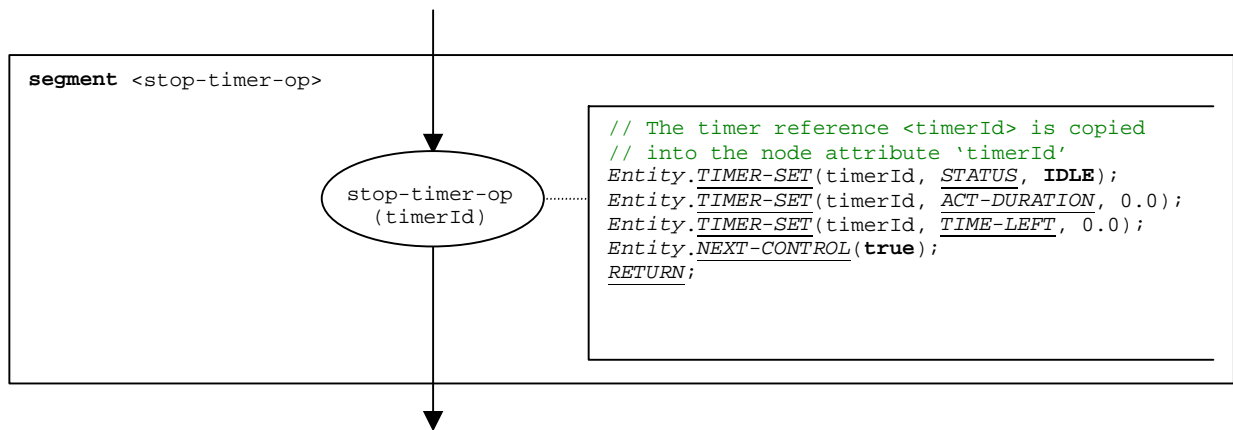 segment <stop-timer-op>
stop-timer-op
(timerId)
// The timer reference <timerId> is copied
// into the node attribute ‘timerId’
Entity.TIMER-SET(timerId, STATUS, IDLE);
Entity.TIMER-SET(timerId, ACT-DURATION, 0.0);
Entity.TIMER-SET(timerId, TIME-LEFT, 0.0);
Entity.NEXT-CONTROL(true);
RETURN;